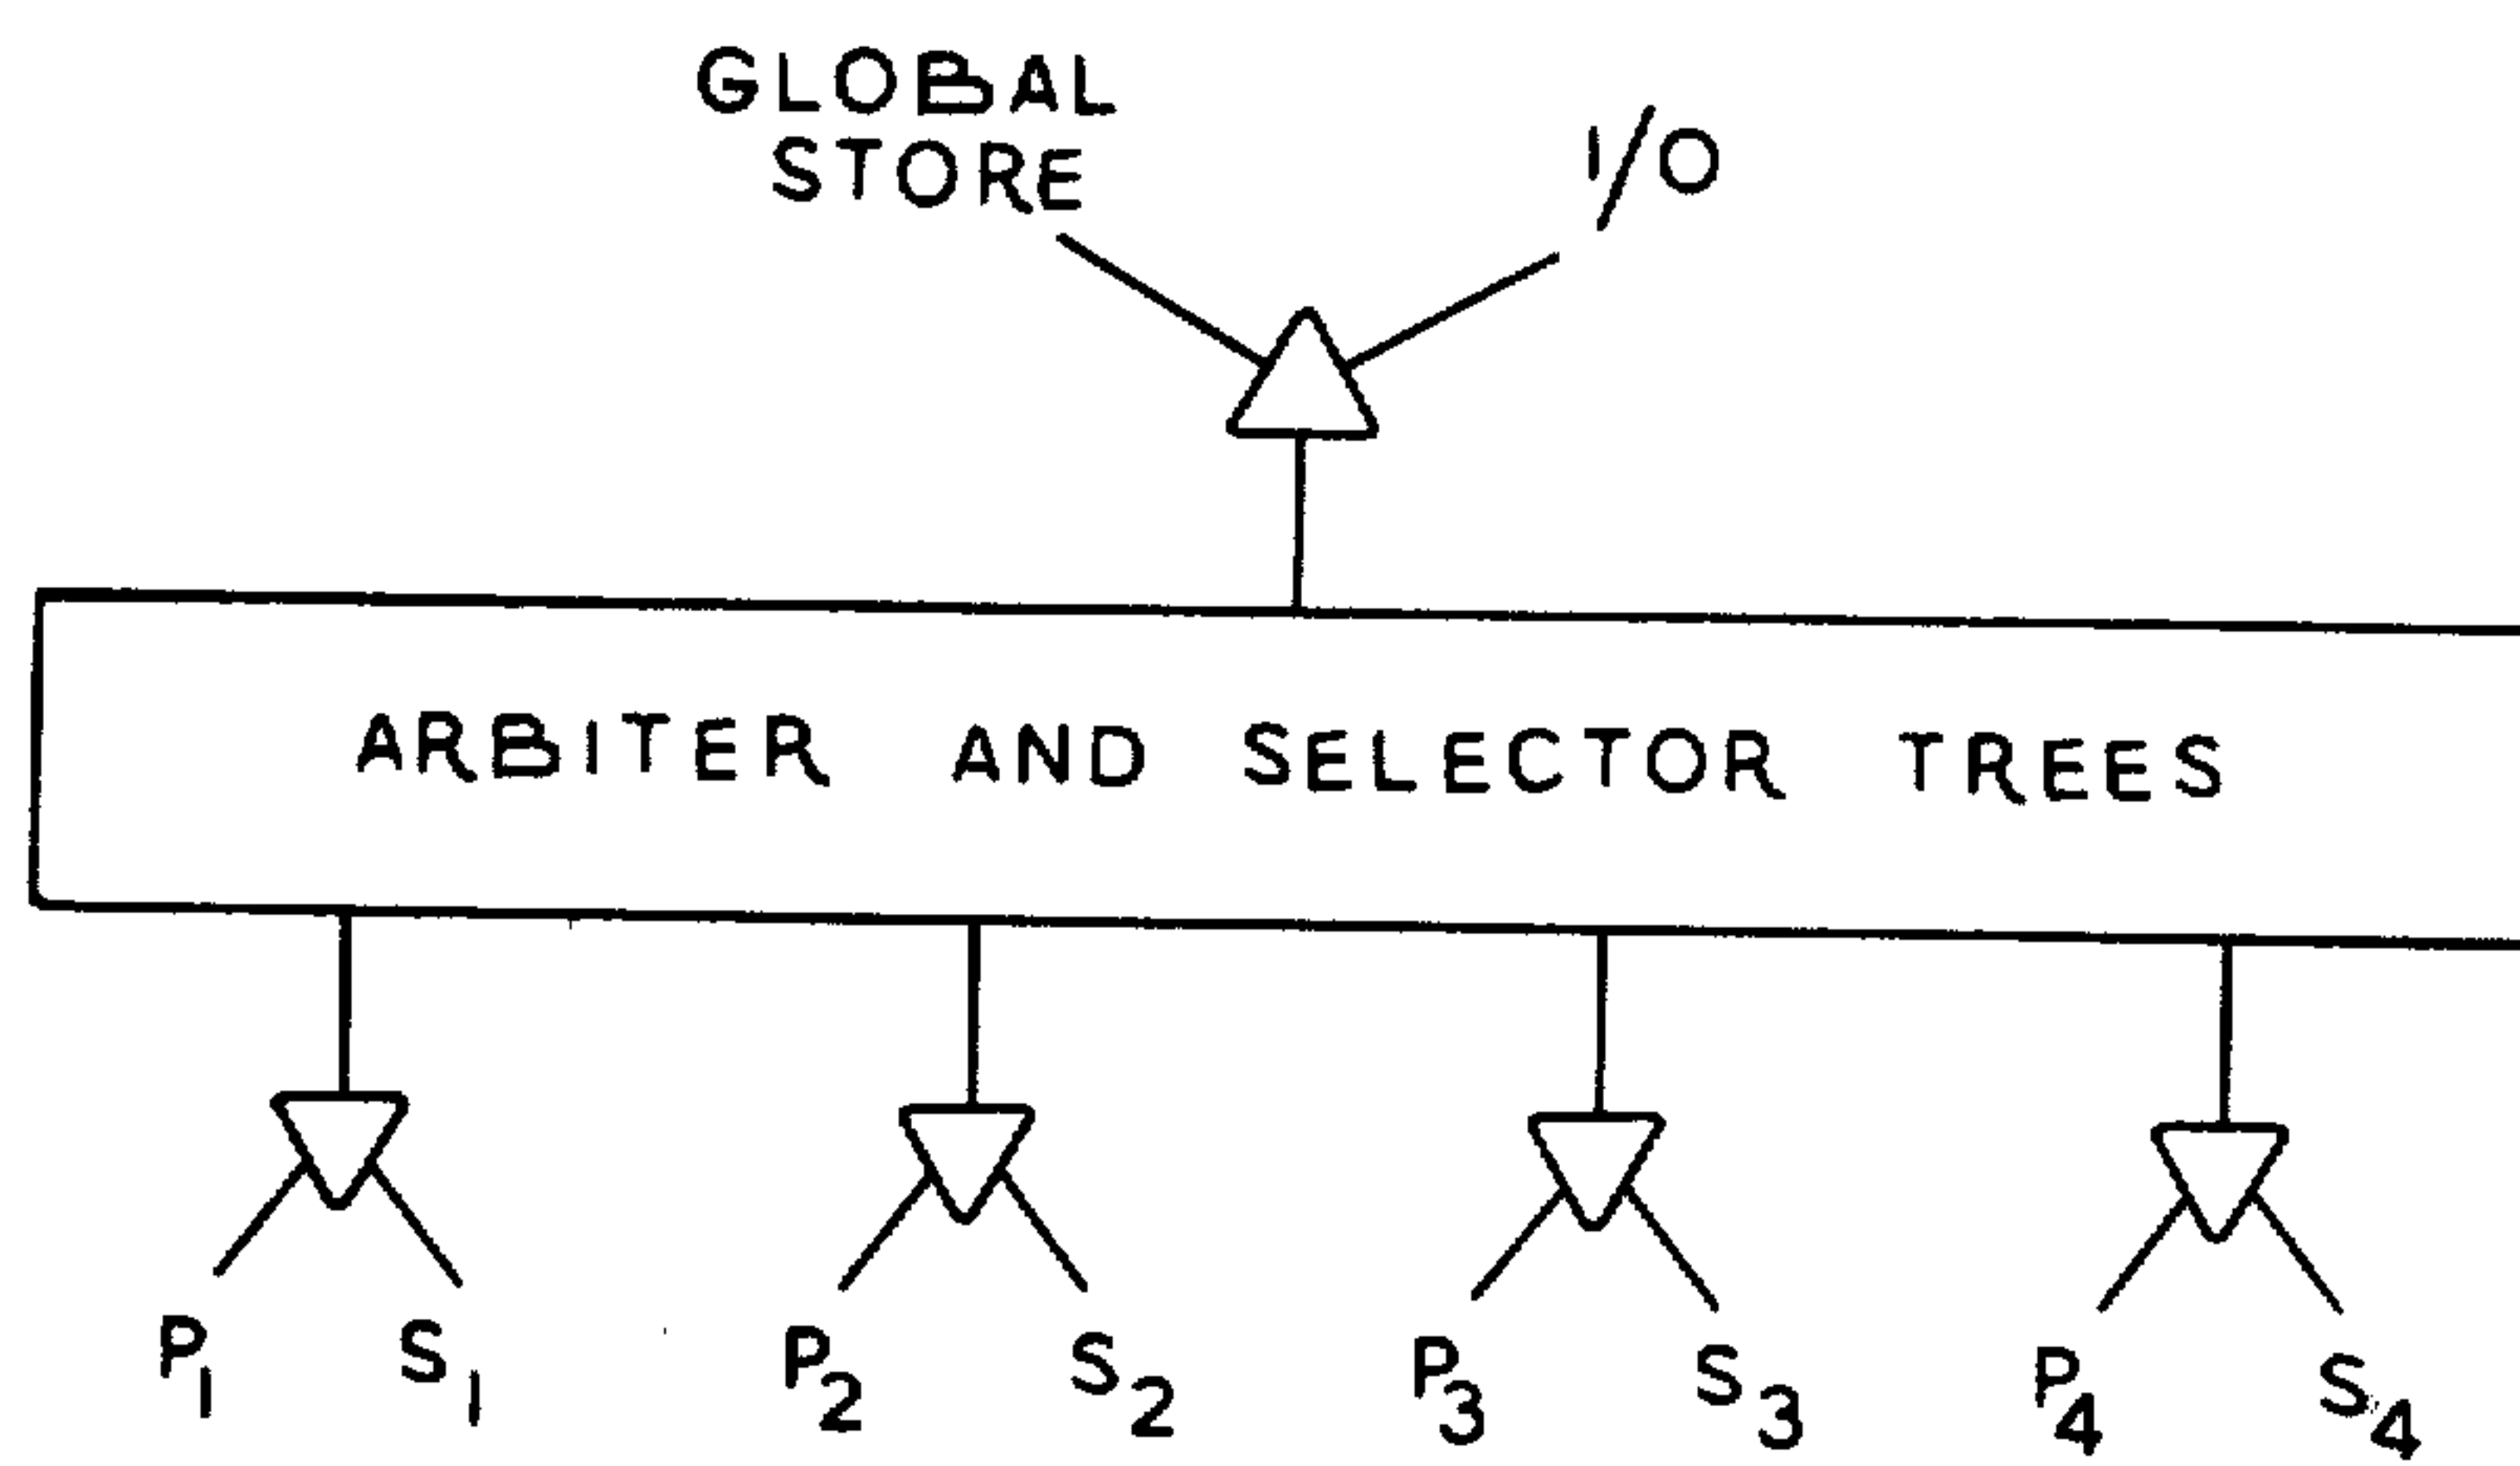 GLOBAL
STORE
I/O
ARBITER AND SELECTOR TREES
P1 S1 P2 S2 P3 S3 P4 S4